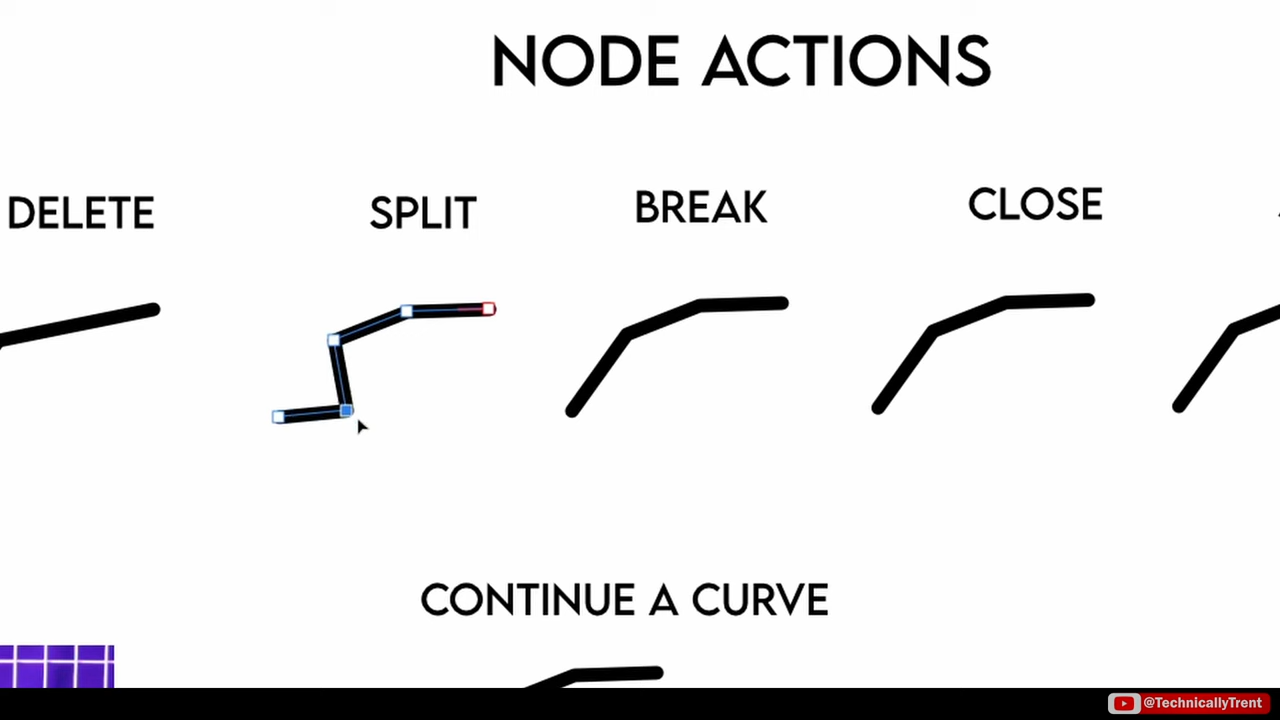 NODE ACTIONS
DELETE
SPLIT
BREAK
CLOSE
CONTINUE A CURVE
@TechnicallyTrent